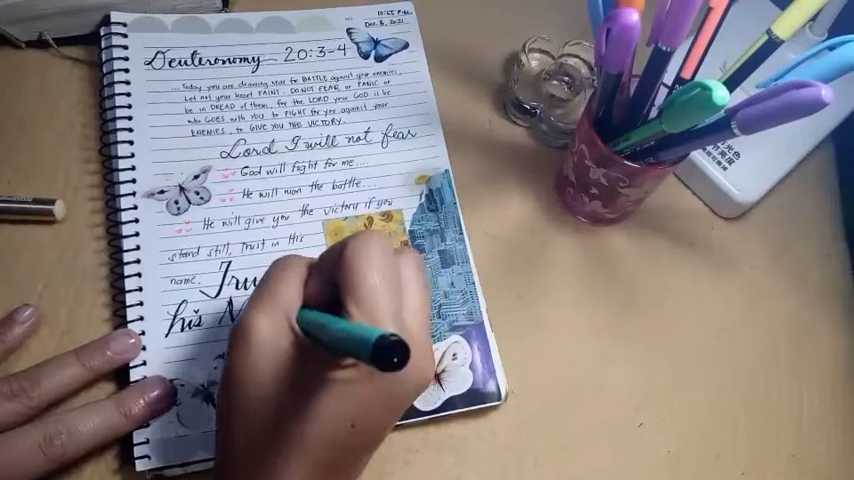 10:55 P.M.
Dec. 3, 2021
Deuteronomy 20:3-4
...Today you are drawing near for BATTLE against your enemies.
Let not your heart FAINT. DO NOT FEAR or PANIC or
be in DREAD of them, for the LORD your GOD is he
who GOES with you to FIGHT for you against your
ENEMIES, to GIVE YOU the VICTORY.
Lord I will not fear
God will fight for me....
He will won the battle...
He will give you the victory if you
stand still, Trust in His
name.
his